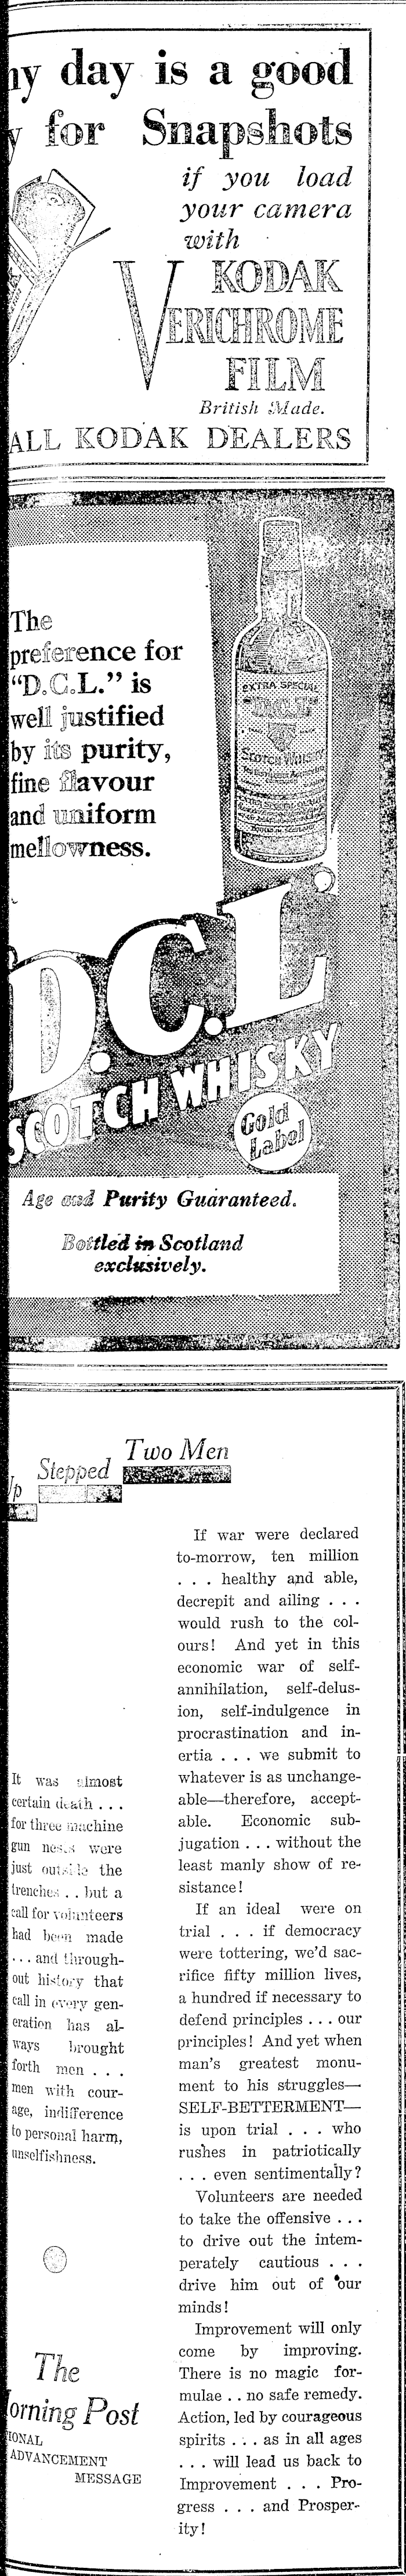 ny day is a good
y for Snapshots
if you load
your camera
with
KODAK
VERICHROME
FILM
British Made.
ALL KODAK DEALERS
The
preference for
"D.C.L." is
well justified
by its purity,
fine flavour
and uniform
mellowness.
EXTRA SPECIAL
SCOTCH WHISKY
D.C.L.
SCOTCH WHISKY
Gold
Label
Age and Purity Guaranteed.
Bottled in Scotland
exclusively.
Up Stepped Two Men
It was almost
certain death . . .
for three machine
gun nests were
just outside the
trenches . . but a
call for volunteers
had been made
. . . and through-
out history that
call in every gen-
eration has al-
ways brought
forth men . . .
men with cour-
age, indifference
to personal harm,
unselfishness.
The
orning Post
IONAL
ADVANCEMENT
MESSAGE
If war were declared
to-morrow, ten million
. . . healthy and able,
decrepit and ailing . . .
would rush to the col-
ours! And yet in this
economic war of self-
annihilation, self-delus-
ion, self-indulgence in
procrastination and in-
ertia . . . we submit to
whatever is as unchange-
able—therefore, accept-
able. Economic sub-
jugation . . . without the
least manly show of re-
sistance!
If an ideal were on
trial . . . if democracy
were tottering, we'd sac-
rifice fifty million lives,
a hundred if necessary to
defend principles . . . our
principles! And yet when
man's greatest monu-
ment to his struggles—
SELF-BETTERMENT—
is upon trial . . . who
rushes in patriotically
. . . even sentimentally?
Volunteers are needed
to take the offensive . . .
to drive out the intem-
perately cautious . . .
drive him out of our
minds!
Improvement will only
come by improving.
There is no magic for-
mulae . . no safe remedy.
Action, led by courageous
spirits . . . as in all ages
. . . will lead us back to
Improvement . . . Pro-
gress . . . and Prosper-
ity!